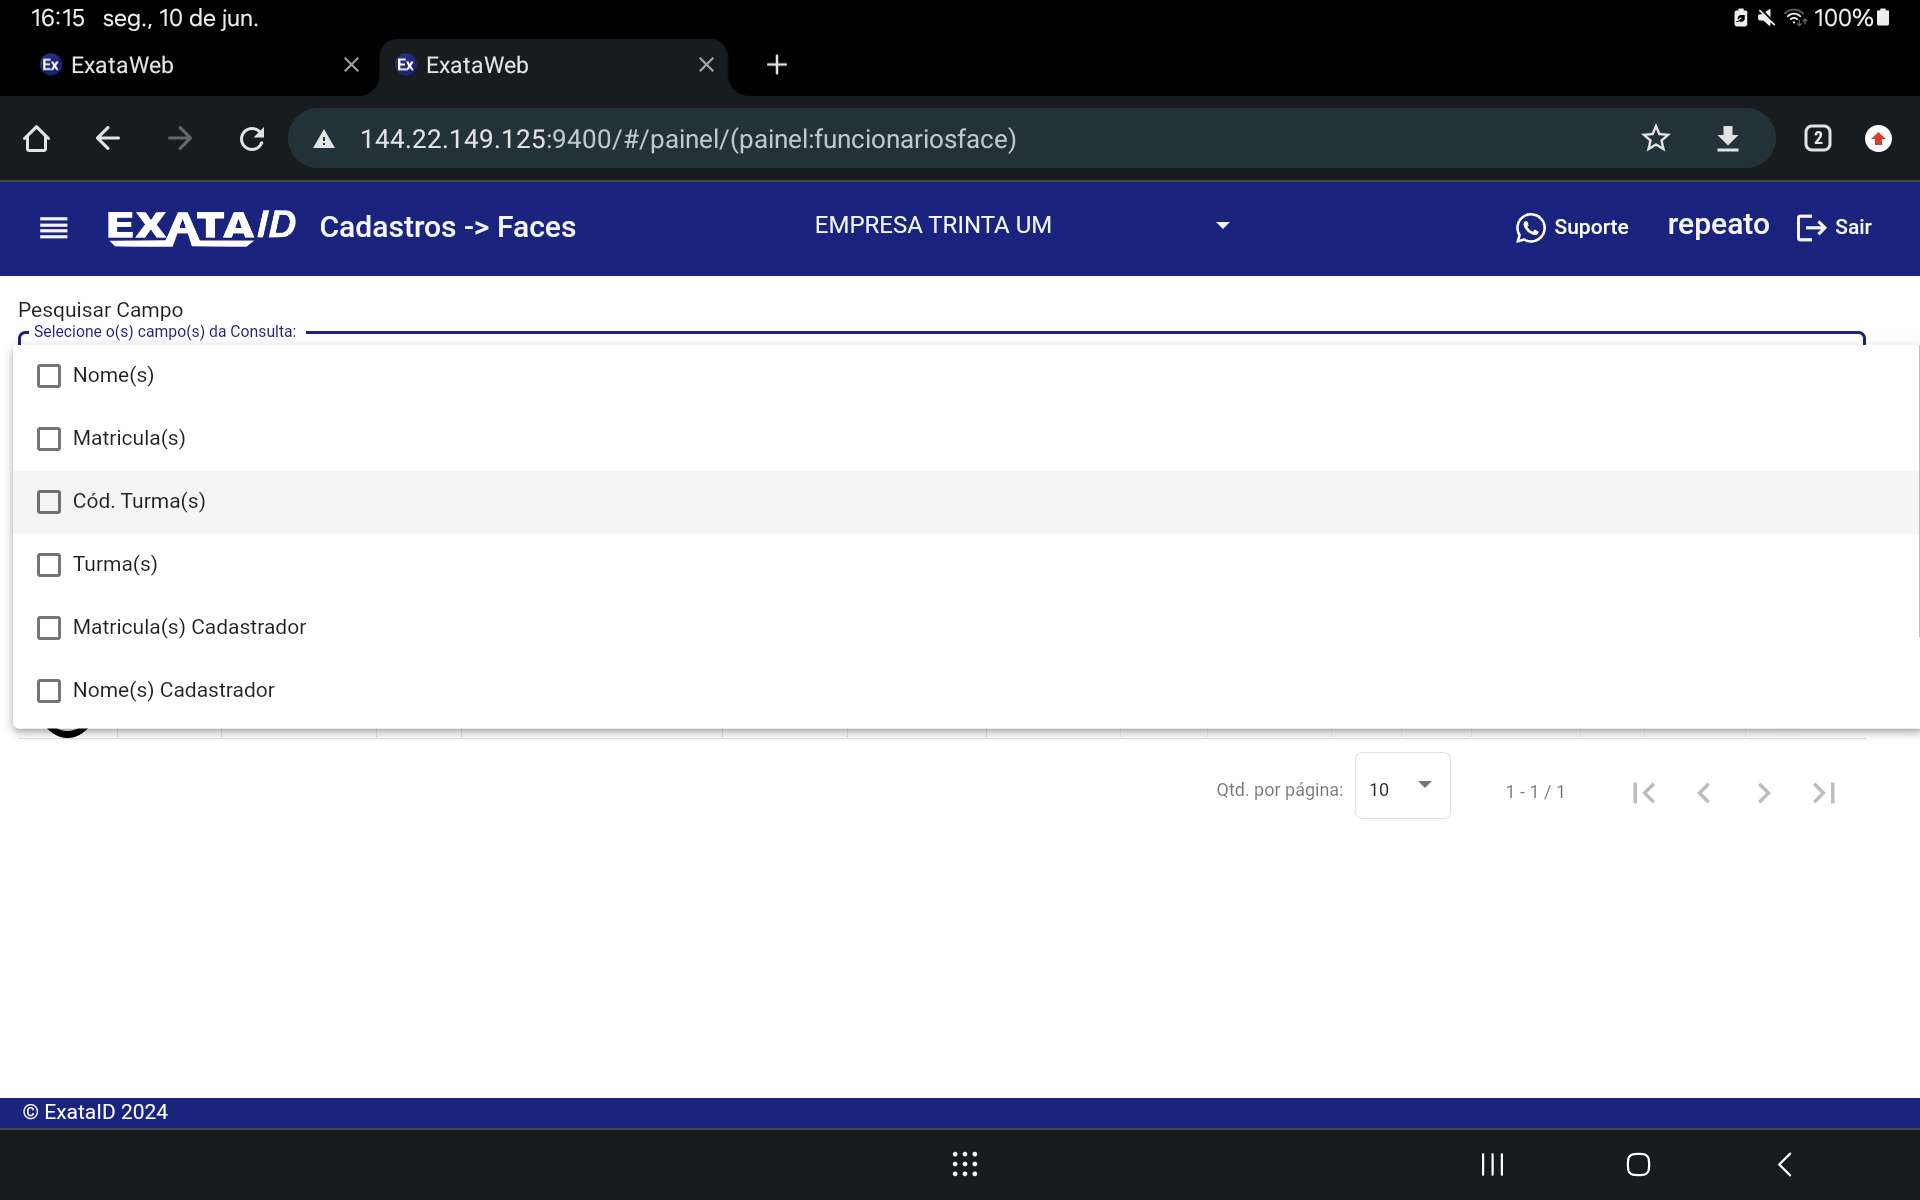 16:15 seg., 10 de jun.
100%
Ex ExataWeb
Ex ExataWeb
144.22.149.125:9400/#/painel/(painel:funcionariosface)
2
EXATAID
Cadastros -> Faces
EMPRESA TRINTA UM
Suporte
repeato
Sair
Pesquisar Campo
Selecione o(s) campo(s) da Consulta:
Nome(s)
Matricula(s)
Cód. Turma(s)
Turma(s)
Matricula(s) Cadastrador
Nome(s) Cadastrador
Qtd. por página: 10 1 - 1 / 1
© ExataID 2024